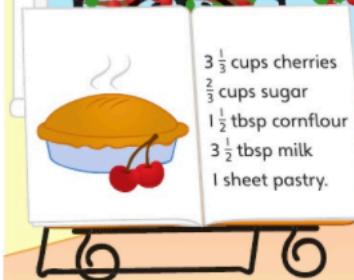 3 1/3 cups cherries
2/3 cups sugar
1 1/2 tbsp cornflour
3 1/2 tbsp milk
1 sheet pastry.